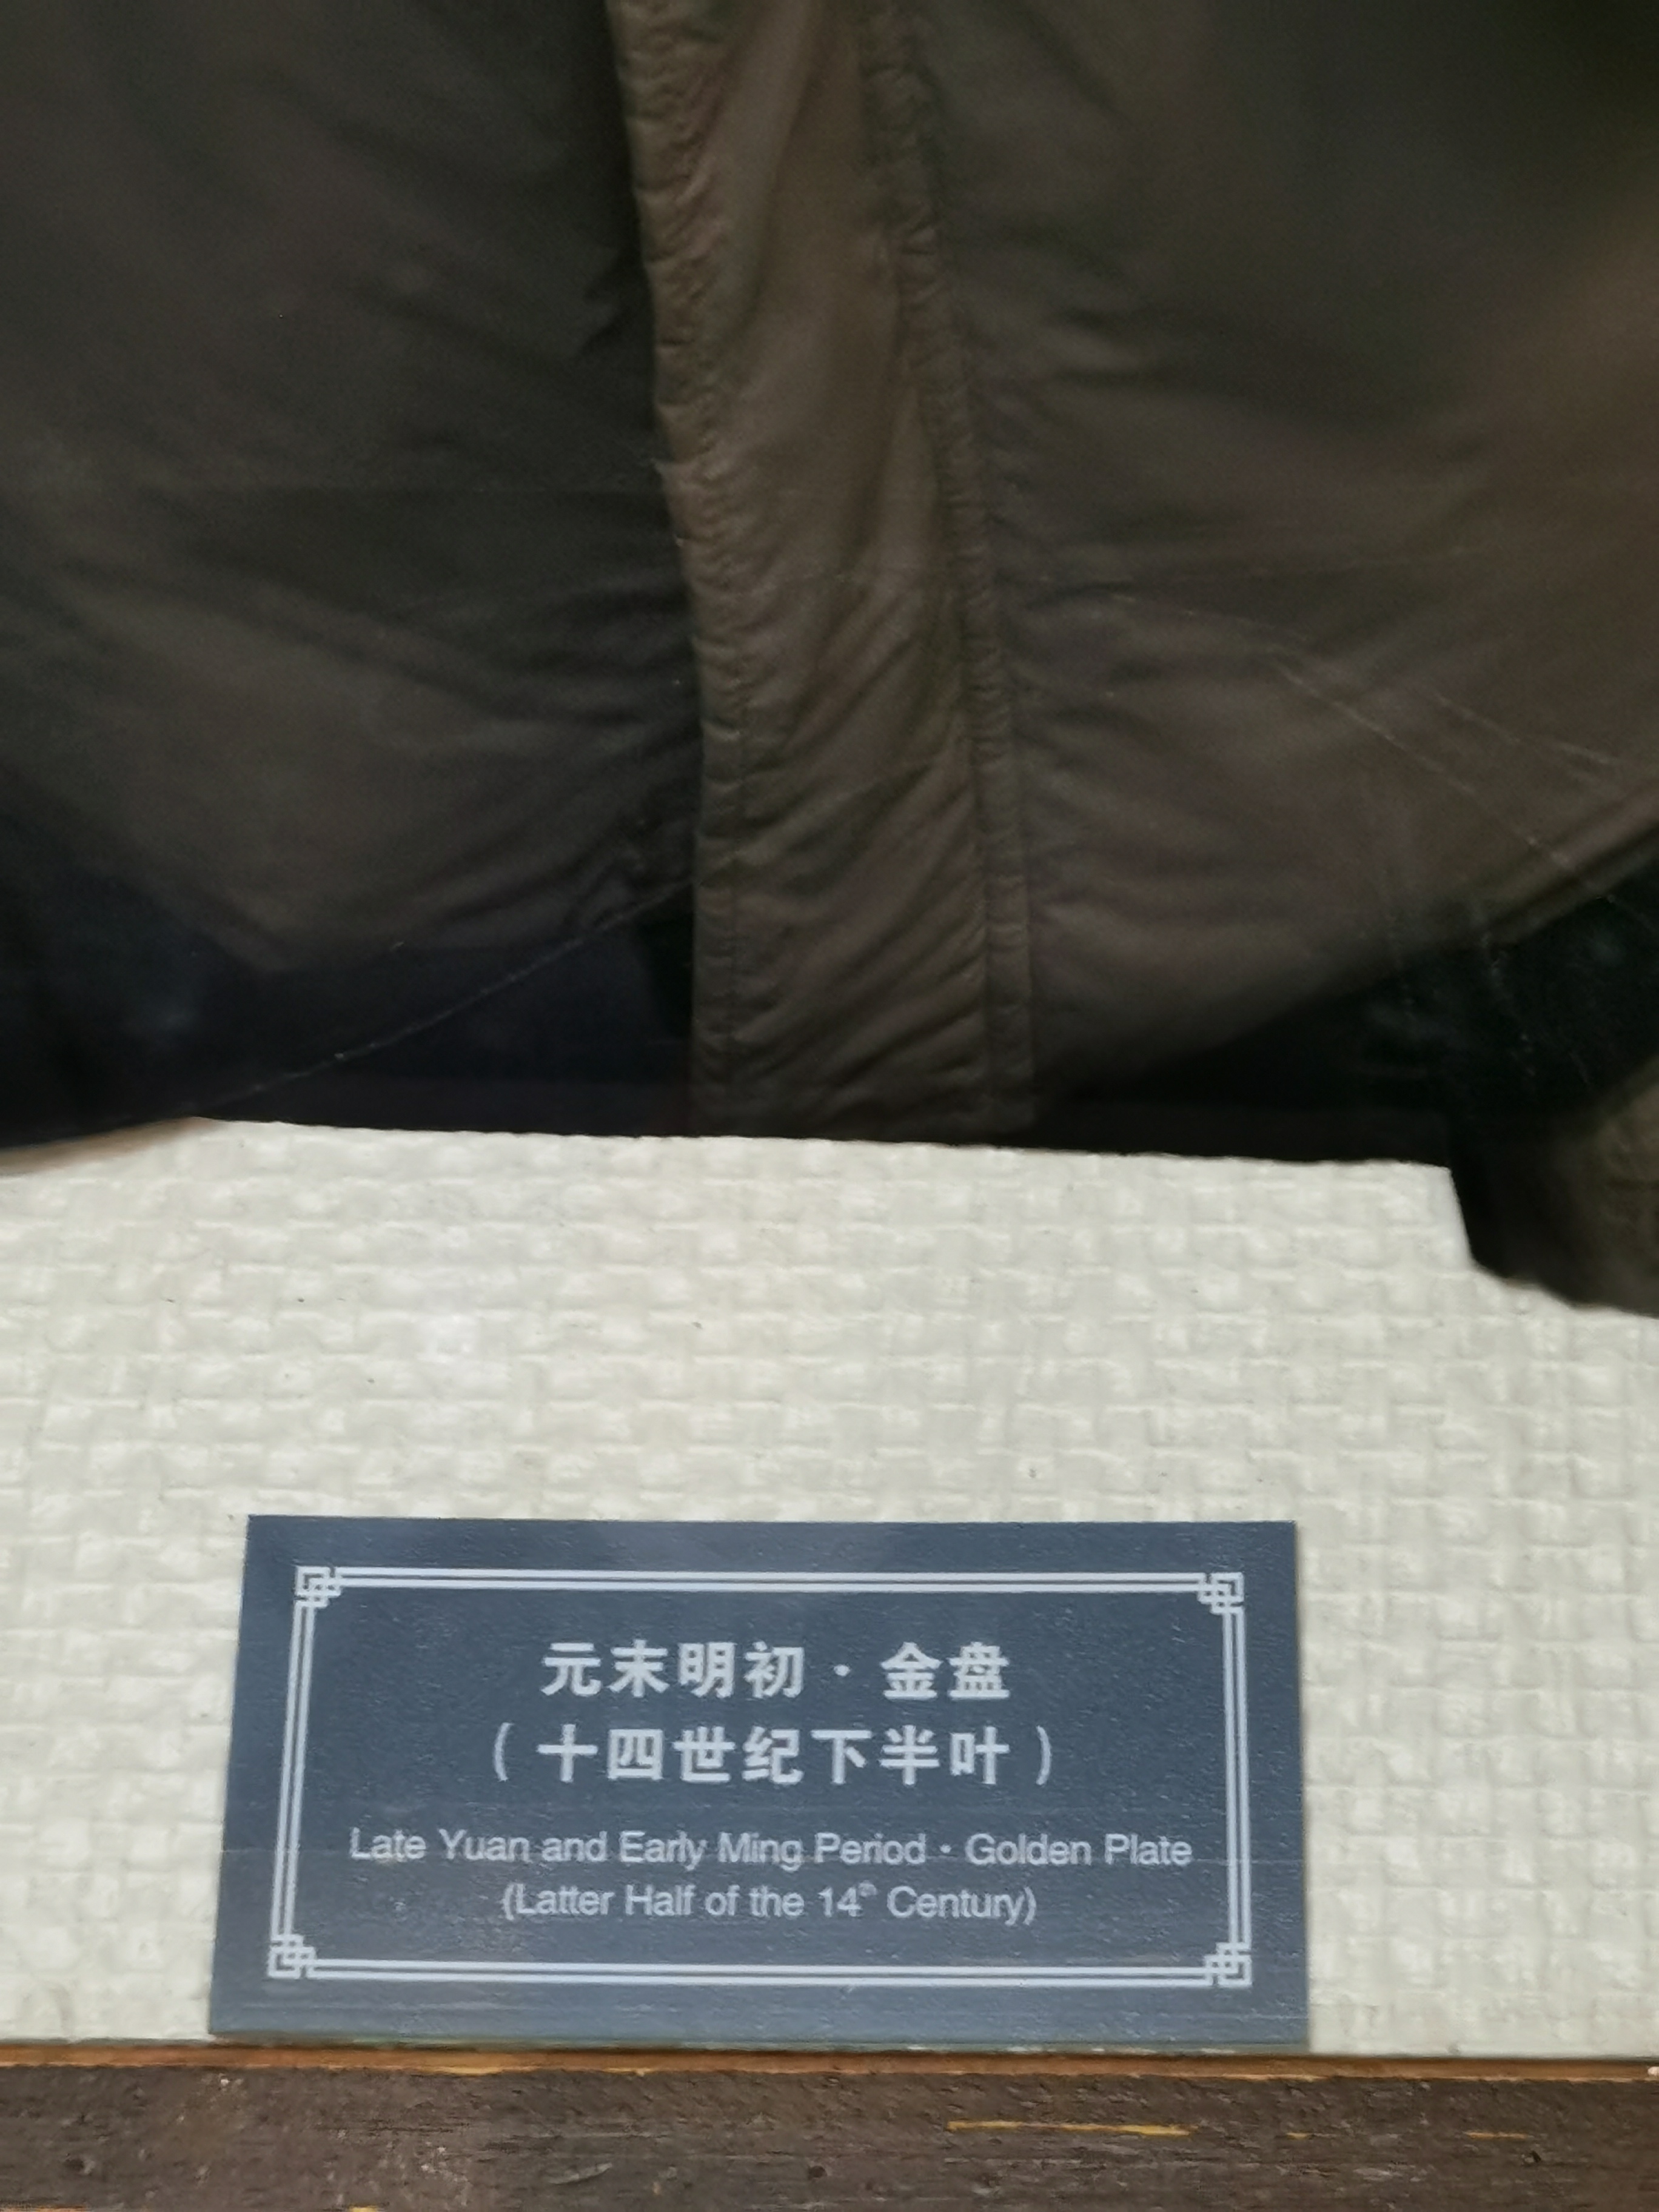 元末明初·金盘
（十四世纪下半叶）
Late Yuan and Early Ming Period · Golden Plate
(Latter Half of the 14th Century)